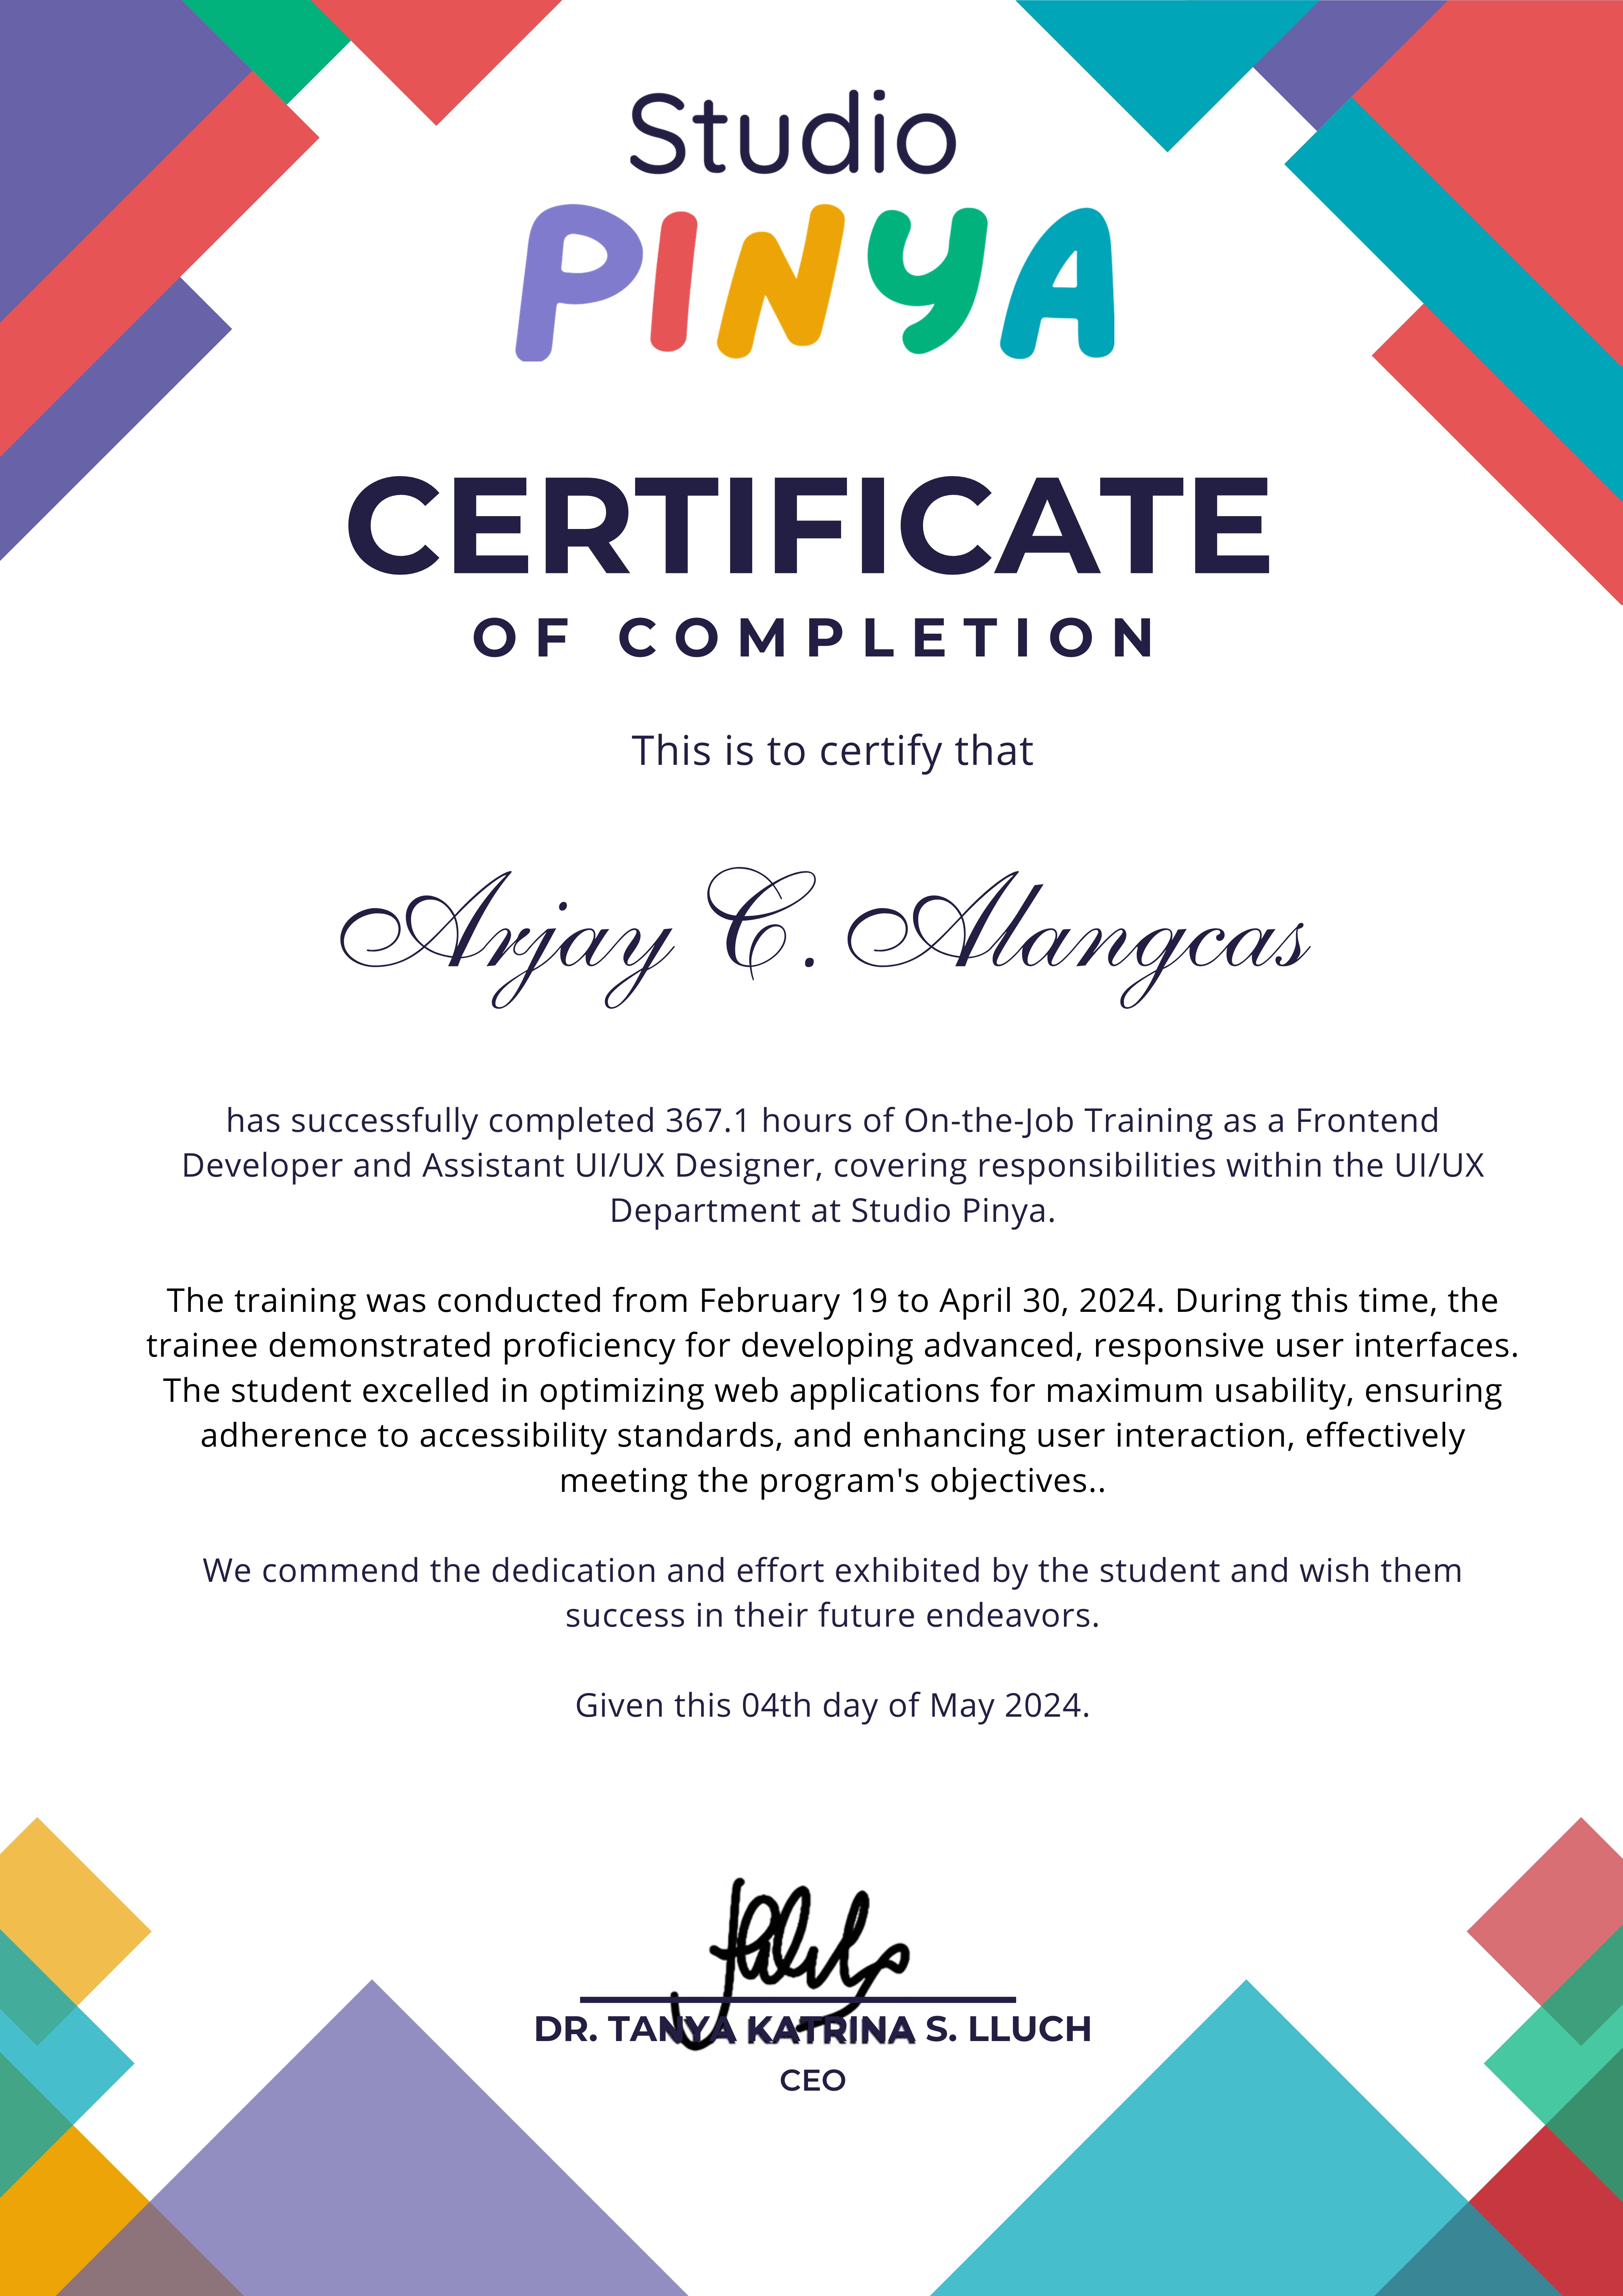 Studio
PINYA
CERTIFICATE
OF COMPLETION
This is to certify that
Arjay C. Alangcas
has successfully completed 367.1 hours of On-the-Job Training as a Frontend
Developer and Assistant UI/UX Designer, covering responsibilities within the UI/UX
Department at Studio Pinya.
The training was conducted from February 19 to April 30, 2024. During this time, the
trainee demonstrated proficiency for developing advanced, responsive user interfaces.
The student excelled in optimizing web applications for maximum usability, ensuring
adherence to accessibility standards, and enhancing user interaction, effectively
meeting the program's objectives..
We commend the dedication and effort exhibited by the student and wish them
success in their future endeavors.
Given this 04th day of May 2024.
DR. TANYA KATRINA S. LLUCH
CEO